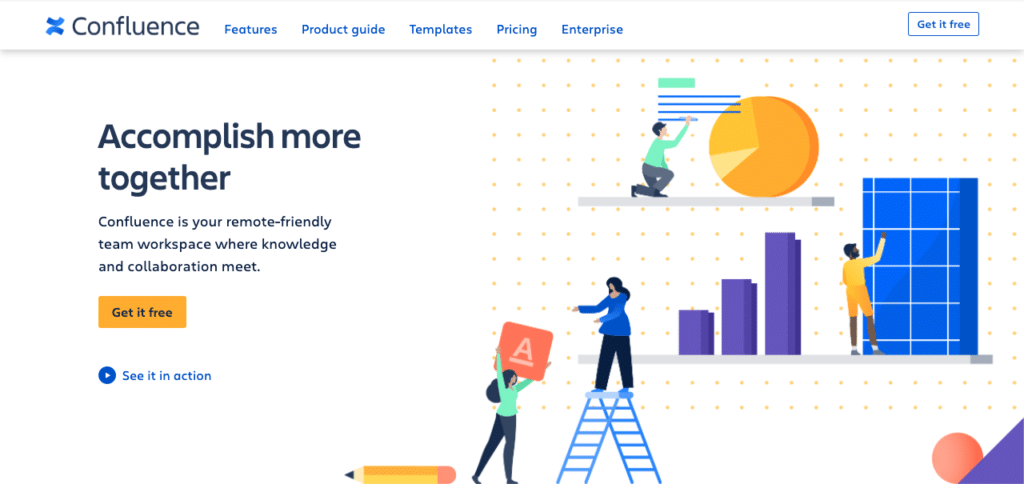 Confluence
Features
Product guide
Templates
Pricing
Enterprise
Get it free
Accomplish more
together
Confluence is your remote-friendly
team workspace where knowledge
and collaboration meet.
Get it free
See it in action
A